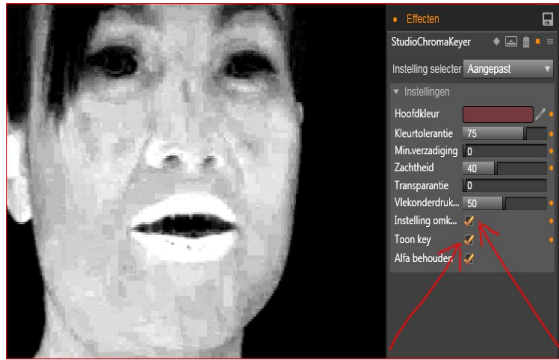 Effecten
StudioChromaKeyer
Instelling selecter Aangepast
Instellingen
Hoofdkleur
Kleurtolerantie 75
Min.verzadiging 0
Zachtheid 40
Transparantie 0
Vlekonderdruk... 50
Instelling omk...
Toon key
Alfa behouden